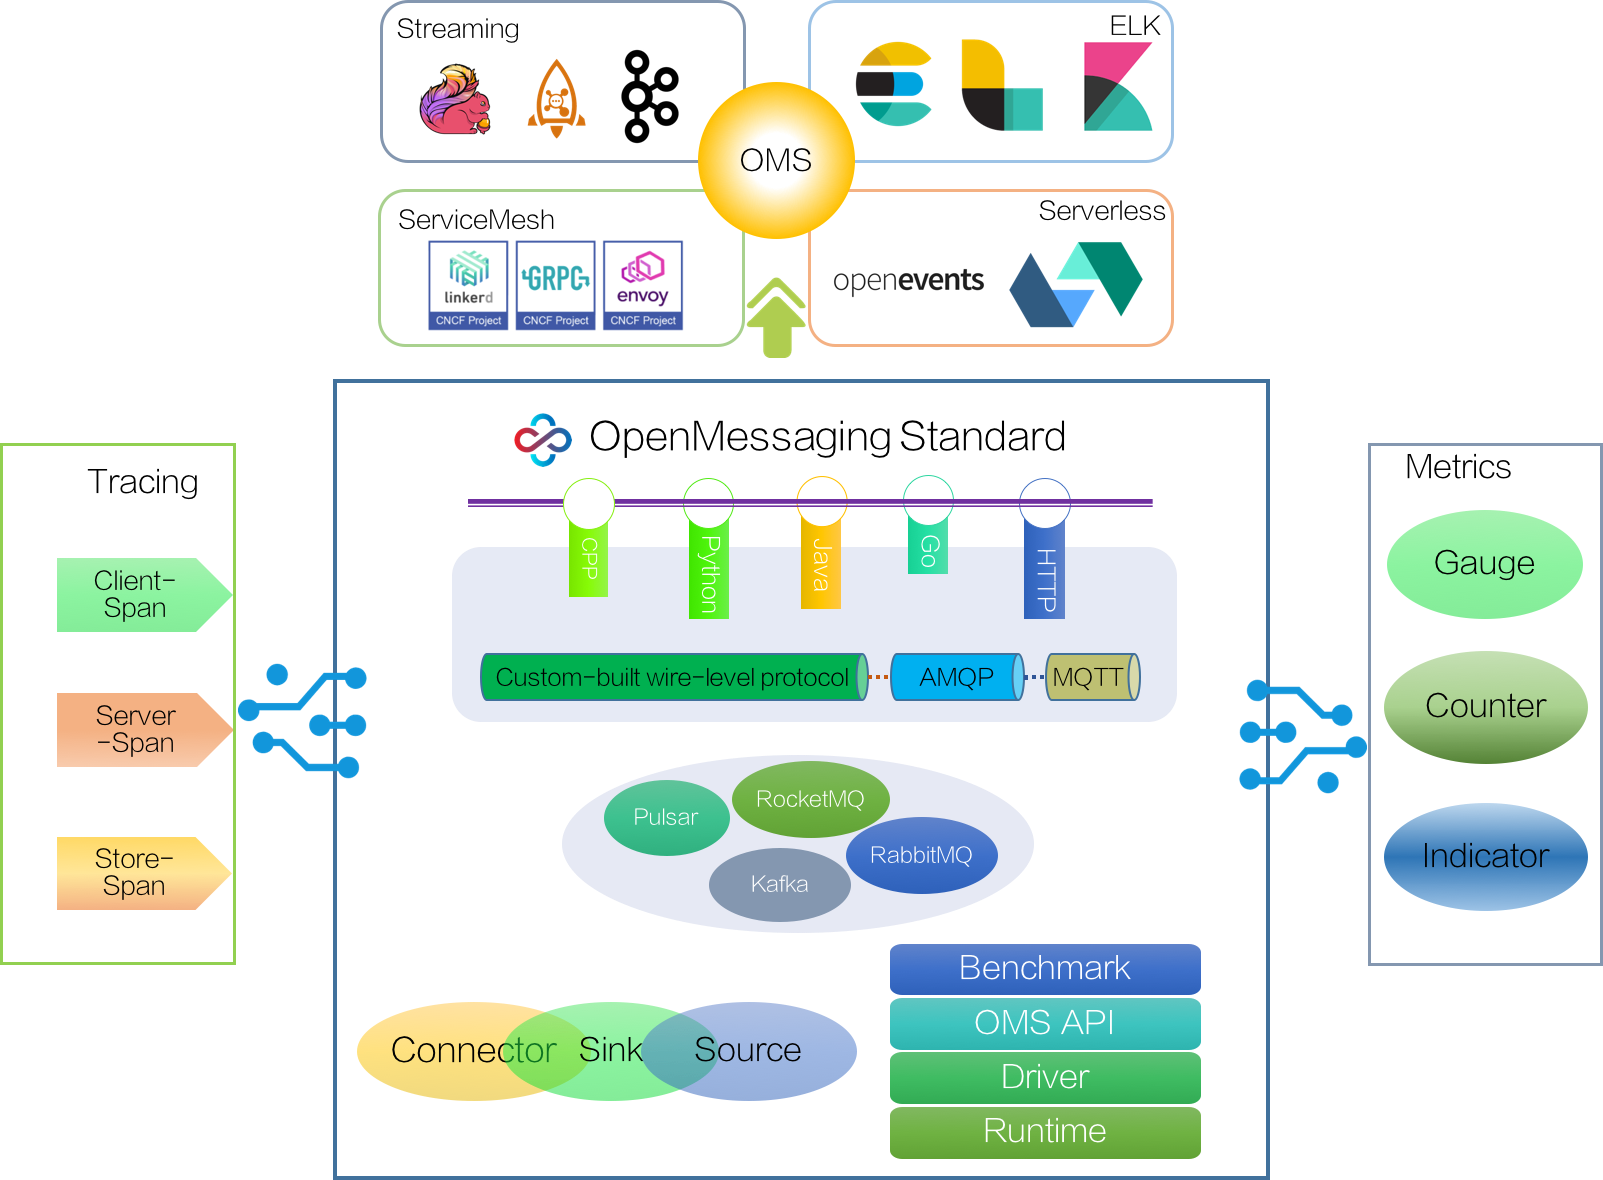 Streaming
ELK
OMS
ServiceMesh
linkerd
CNCF Project
GRPC
CNCF Project
envoy
CNCF Project
Serverless
openevents
OpenMessaging Standard
CPP
Python
Java
Go
HTTP
Custom-built wire-level protocol
AMQP
MQTT
Pulsar
RocketMQ
RabbitMQ
Kafka
Connector
Sink
Source
Benchmark
OMS API
Driver
Runtime
Tracing
Client-
Span
Server
-Span
Store-
Span
Metrics
Gauge
Counter
Indicator